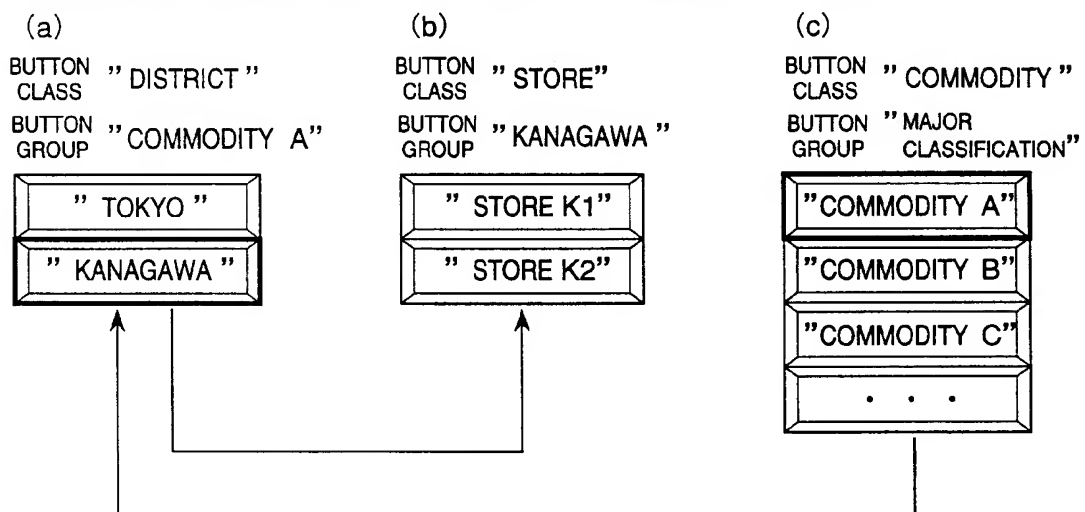 (a)
BUTTON CLASS " DISTRICT "
BUTTON GROUP "COMMODITY A"
" TOKYO "
" KANAGAWA "
(b)
BUTTON CLASS " STORE"
BUTTON GROUP "KANAGAWA "
" STORE K1"
" STORE K2"
(c)
BUTTON CLASS " COMMODITY "
BUTTON GROUP " MAJOR CLASSIFICATION"
"COMMODITY A"
"COMMODITY B"
"COMMODITY C"
· · ·